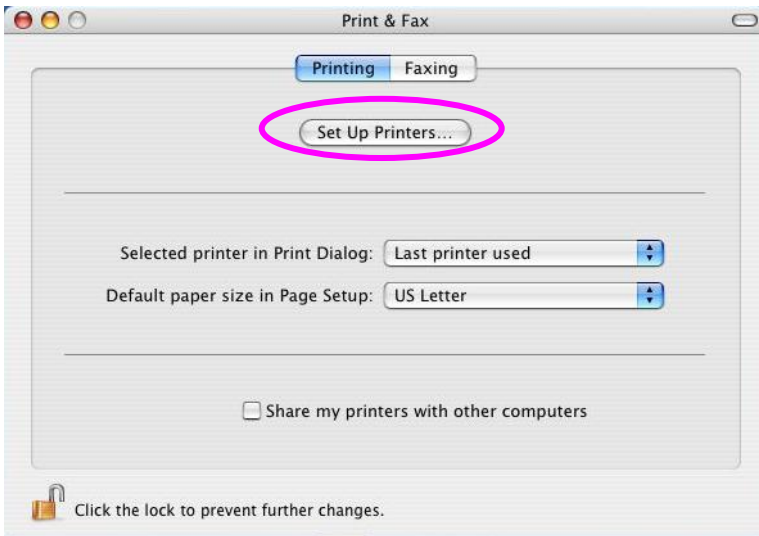 Print & Fax
Printing Faxing
Set Up Printers...
Selected printer in Print Dialog: Last printer used
Default paper size in Page Setup: US Letter
Share my printers with other computers
Click the lock to prevent further changes.